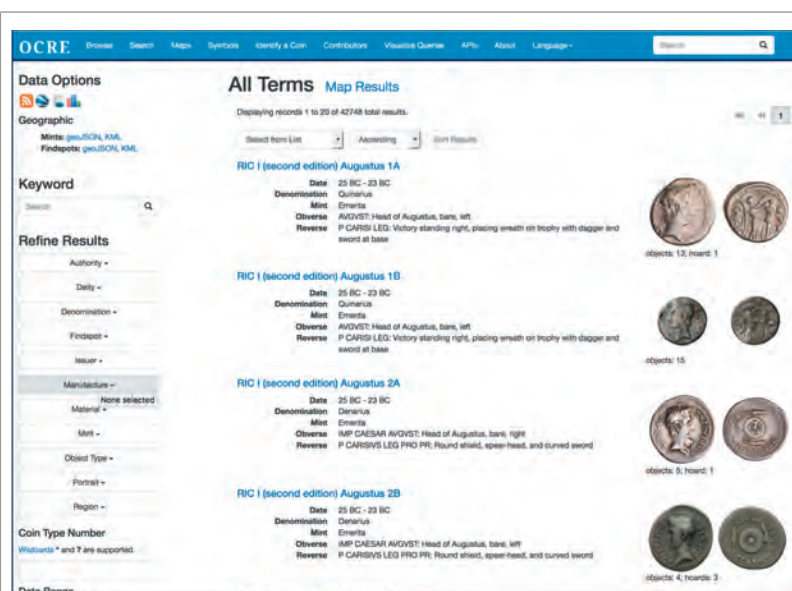 OCRE Browse Search Maps Symbols Identify a Coin Contributors Visualize Queries APIs About Language Search
Data Options
Geographic
Mints: geoJSON, KML
Findspots: geoJSON, KML
Keyword
Search
Refine Results
Authority
Deity
Denomination
Findspot
Issuer
Manufacture
None selected
Material
Mint
Object Type
Portrait
Region
Coin Type Number
Wildcards * and ? are supported.
Date Range
All Terms Map Results
Displaying records 1 to 20 of 42748 total results.
1
Select from List Ascending Sort Results
RIC I (second edition) Augustus 1A
Date 25 BC - 23 BC
Denomination Quinarius
Mint Emerita
Obverse AVGVST: Head of Augustus, bare, left
Reverse P CARISI LEG: Victory standing right, placing wreath on trophy with dagger and
sword at base
objects: 13; hoard: 1
RIC I (second edition) Augustus 1B
Date 25 BC - 23 BC
Denomination Quinarius
Mint Emerita
Obverse AVGVST: Head of Augustus, bare, left
Reverse P CARISI LEG: Victory standing right, placing wreath on trophy with dagger and
sword at base
objects: 15
RIC I (second edition) Augustus 2A
Date 25 BC - 23 BC
Denomination Denarius
Mint Emerita
Obverse IMP CAESAR AVGVST: Head of Augustus, bare, right
Reverse P CARISIVS LEG PRO PR: Round shield, spear-head, and curved sword
objects: 5; hoard: 1
RIC I (second edition) Augustus 2B
Date 25 BC - 23 BC
Denomination Denarius
Mint Emerita
Obverse IMP CAESAR AVGVST: Head of Augustus, bare, left
Reverse P CARISIVS LEG PRO PR: Round shield, spear-head, and curved sword
objects: 4; hoards: 3